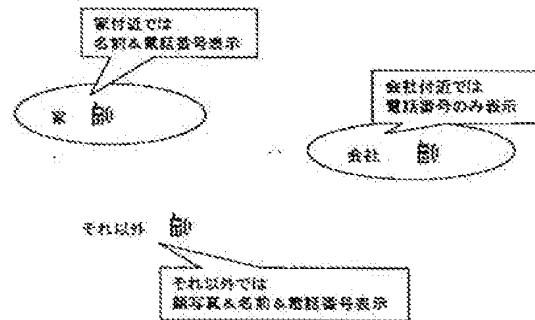 家付近では
名前&電話番号表示
家
会社付近では
電話番号のみ表示
会社
それ以外
それ以外では
顔写真&名前&電話番号表示